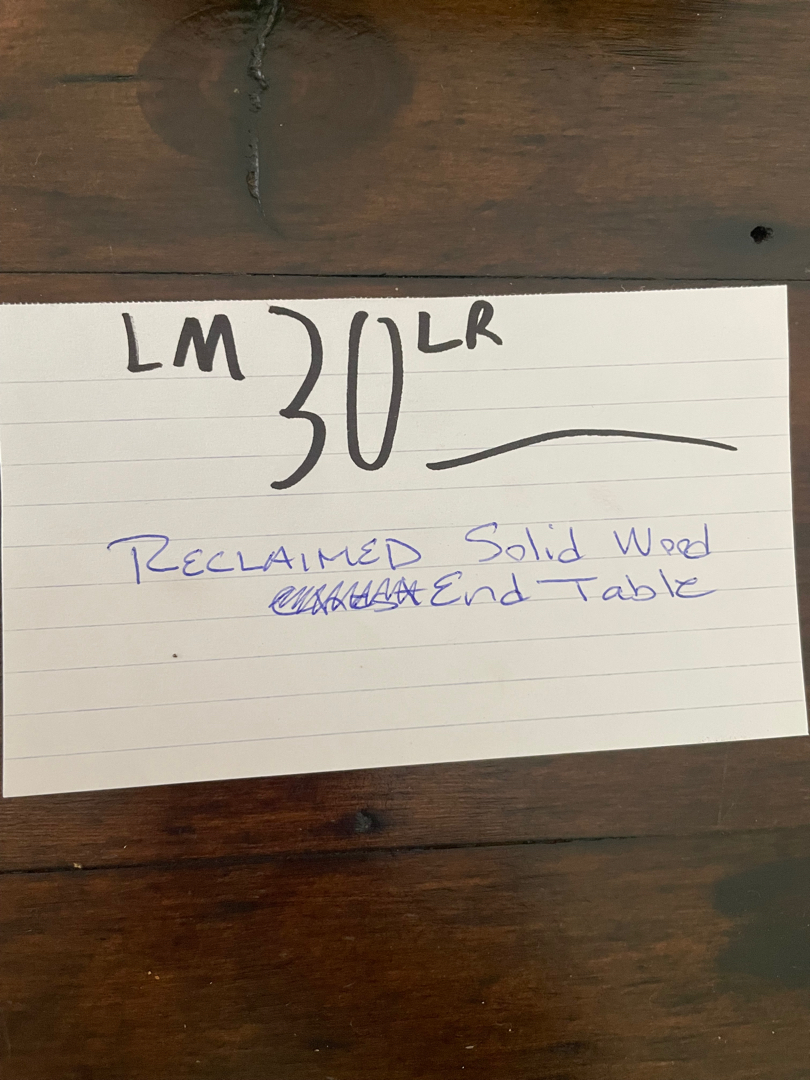 LM 30 LR
RECLAIMED Solid Wood
End Table